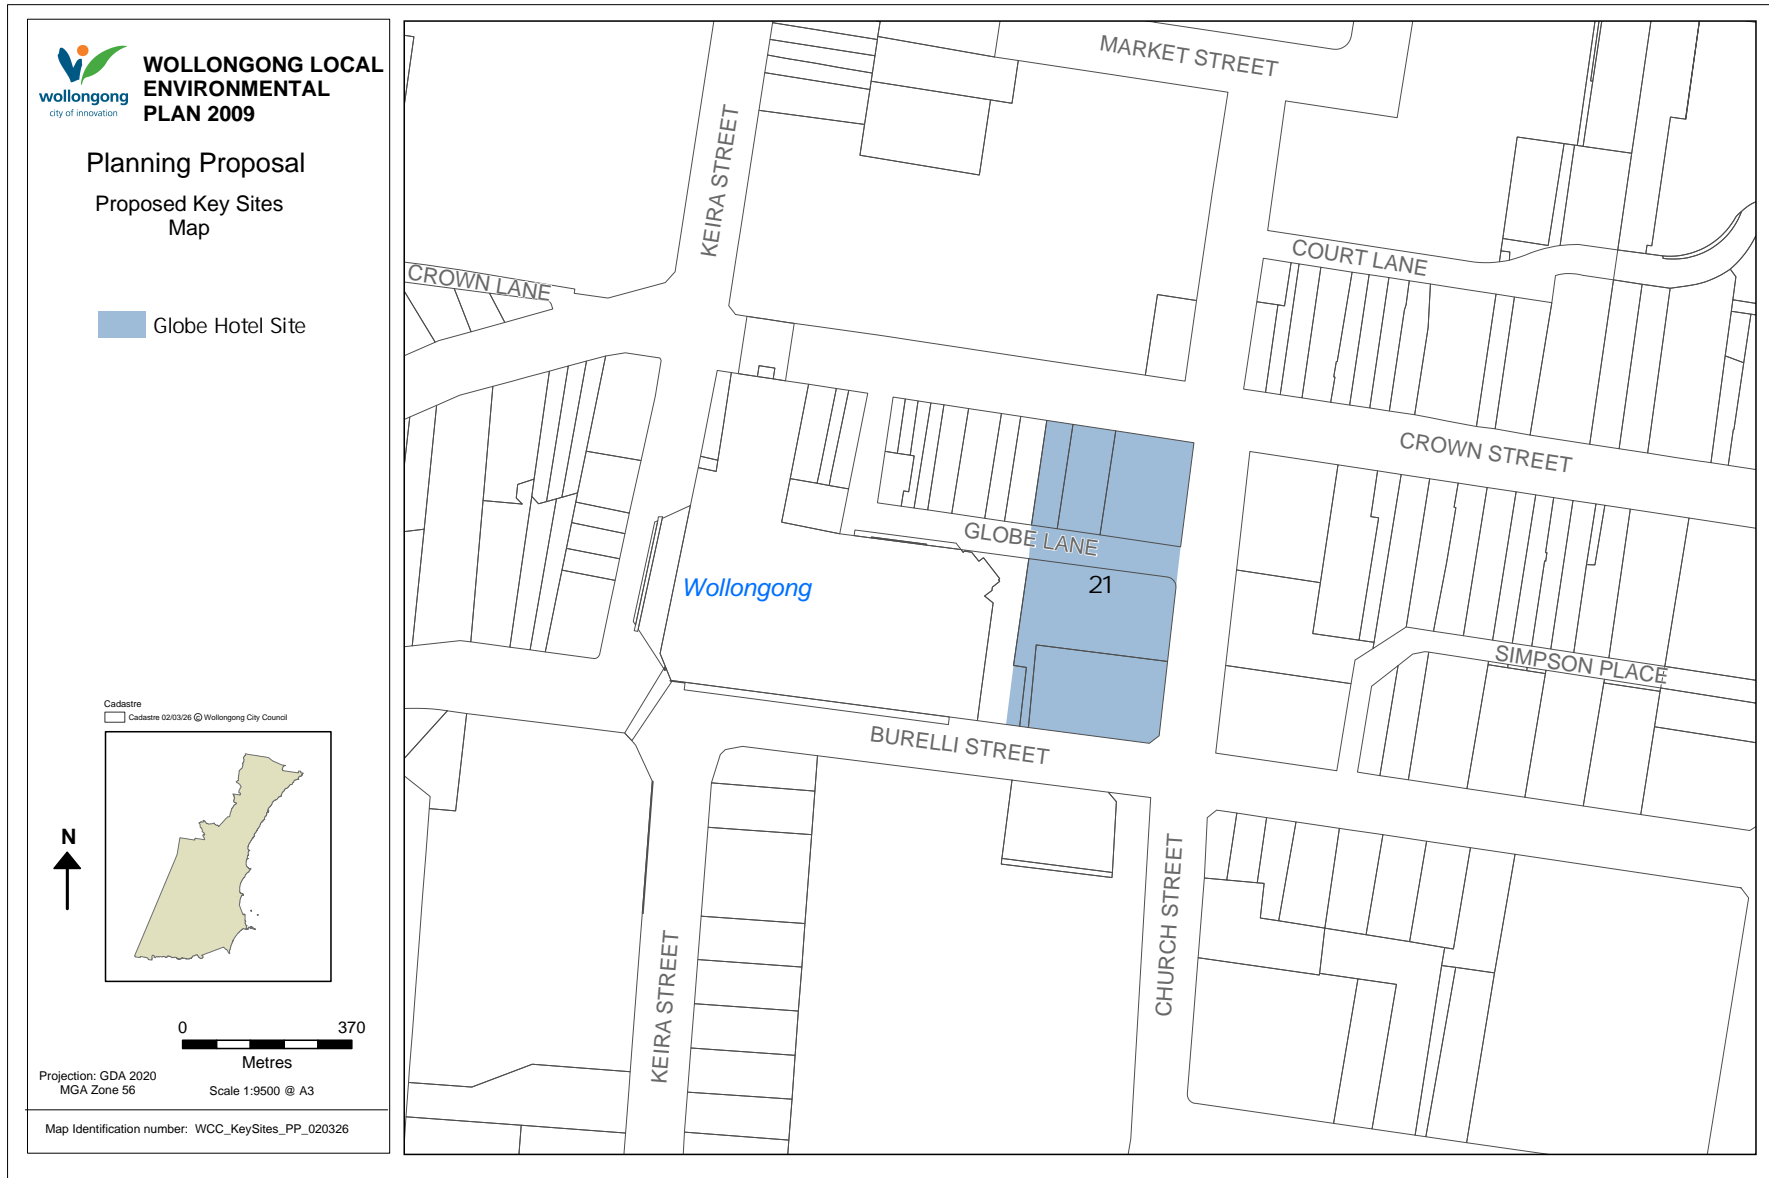 wollongong
city of innovation
WOLLONGONG LOCAL
ENVIRONMENTAL
PLAN 2009
Planning Proposal
Proposed Key Sites
Map
Globe Hotel Site
Cadastre
Cadastre 02/03/26 © Wollongong City Council
N
0 370
Metres
Projection: GDA 2020
MGA Zone 56
Scale 1:9500 @ A3
Map Identification number: WCC_KeySites_PP_020326
MARKET STREET
KEIRA STREET
COURT LANE
CROWN LANE
CROWN STREET
GLOBE LANE
21
Wollongong
SIMPSON PLACE
BURELLI STREET
CHURCH STREET
KEIRA STREET